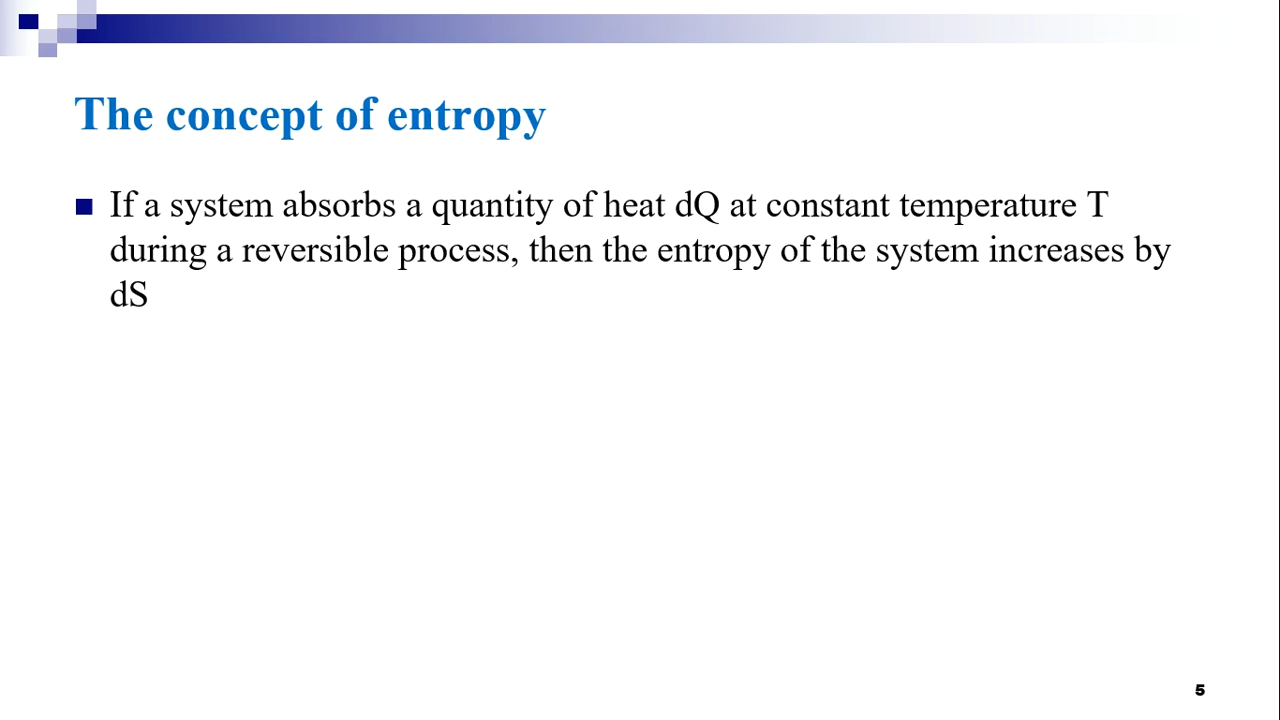 The concept of entropy
If a system absorbs a quantity of heat dQ at constant temperature T
during a reversible process, then the entropy of the system increases by
dS
5